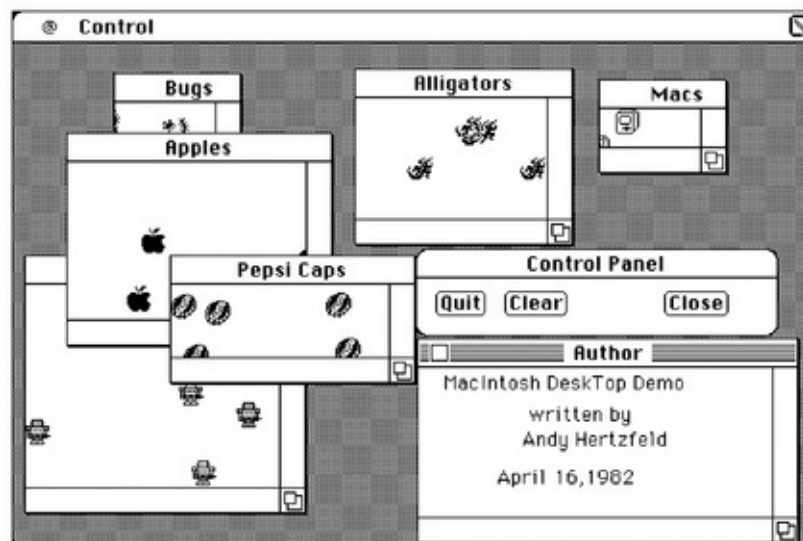 Control
Bugs
Alligators
Macs
Apples
Pepsi Caps
Control Panel
Quit Clear Close
Author
MacIntosh DeskTop Demo
written by
Andy Hertzfeld
April 16,1982